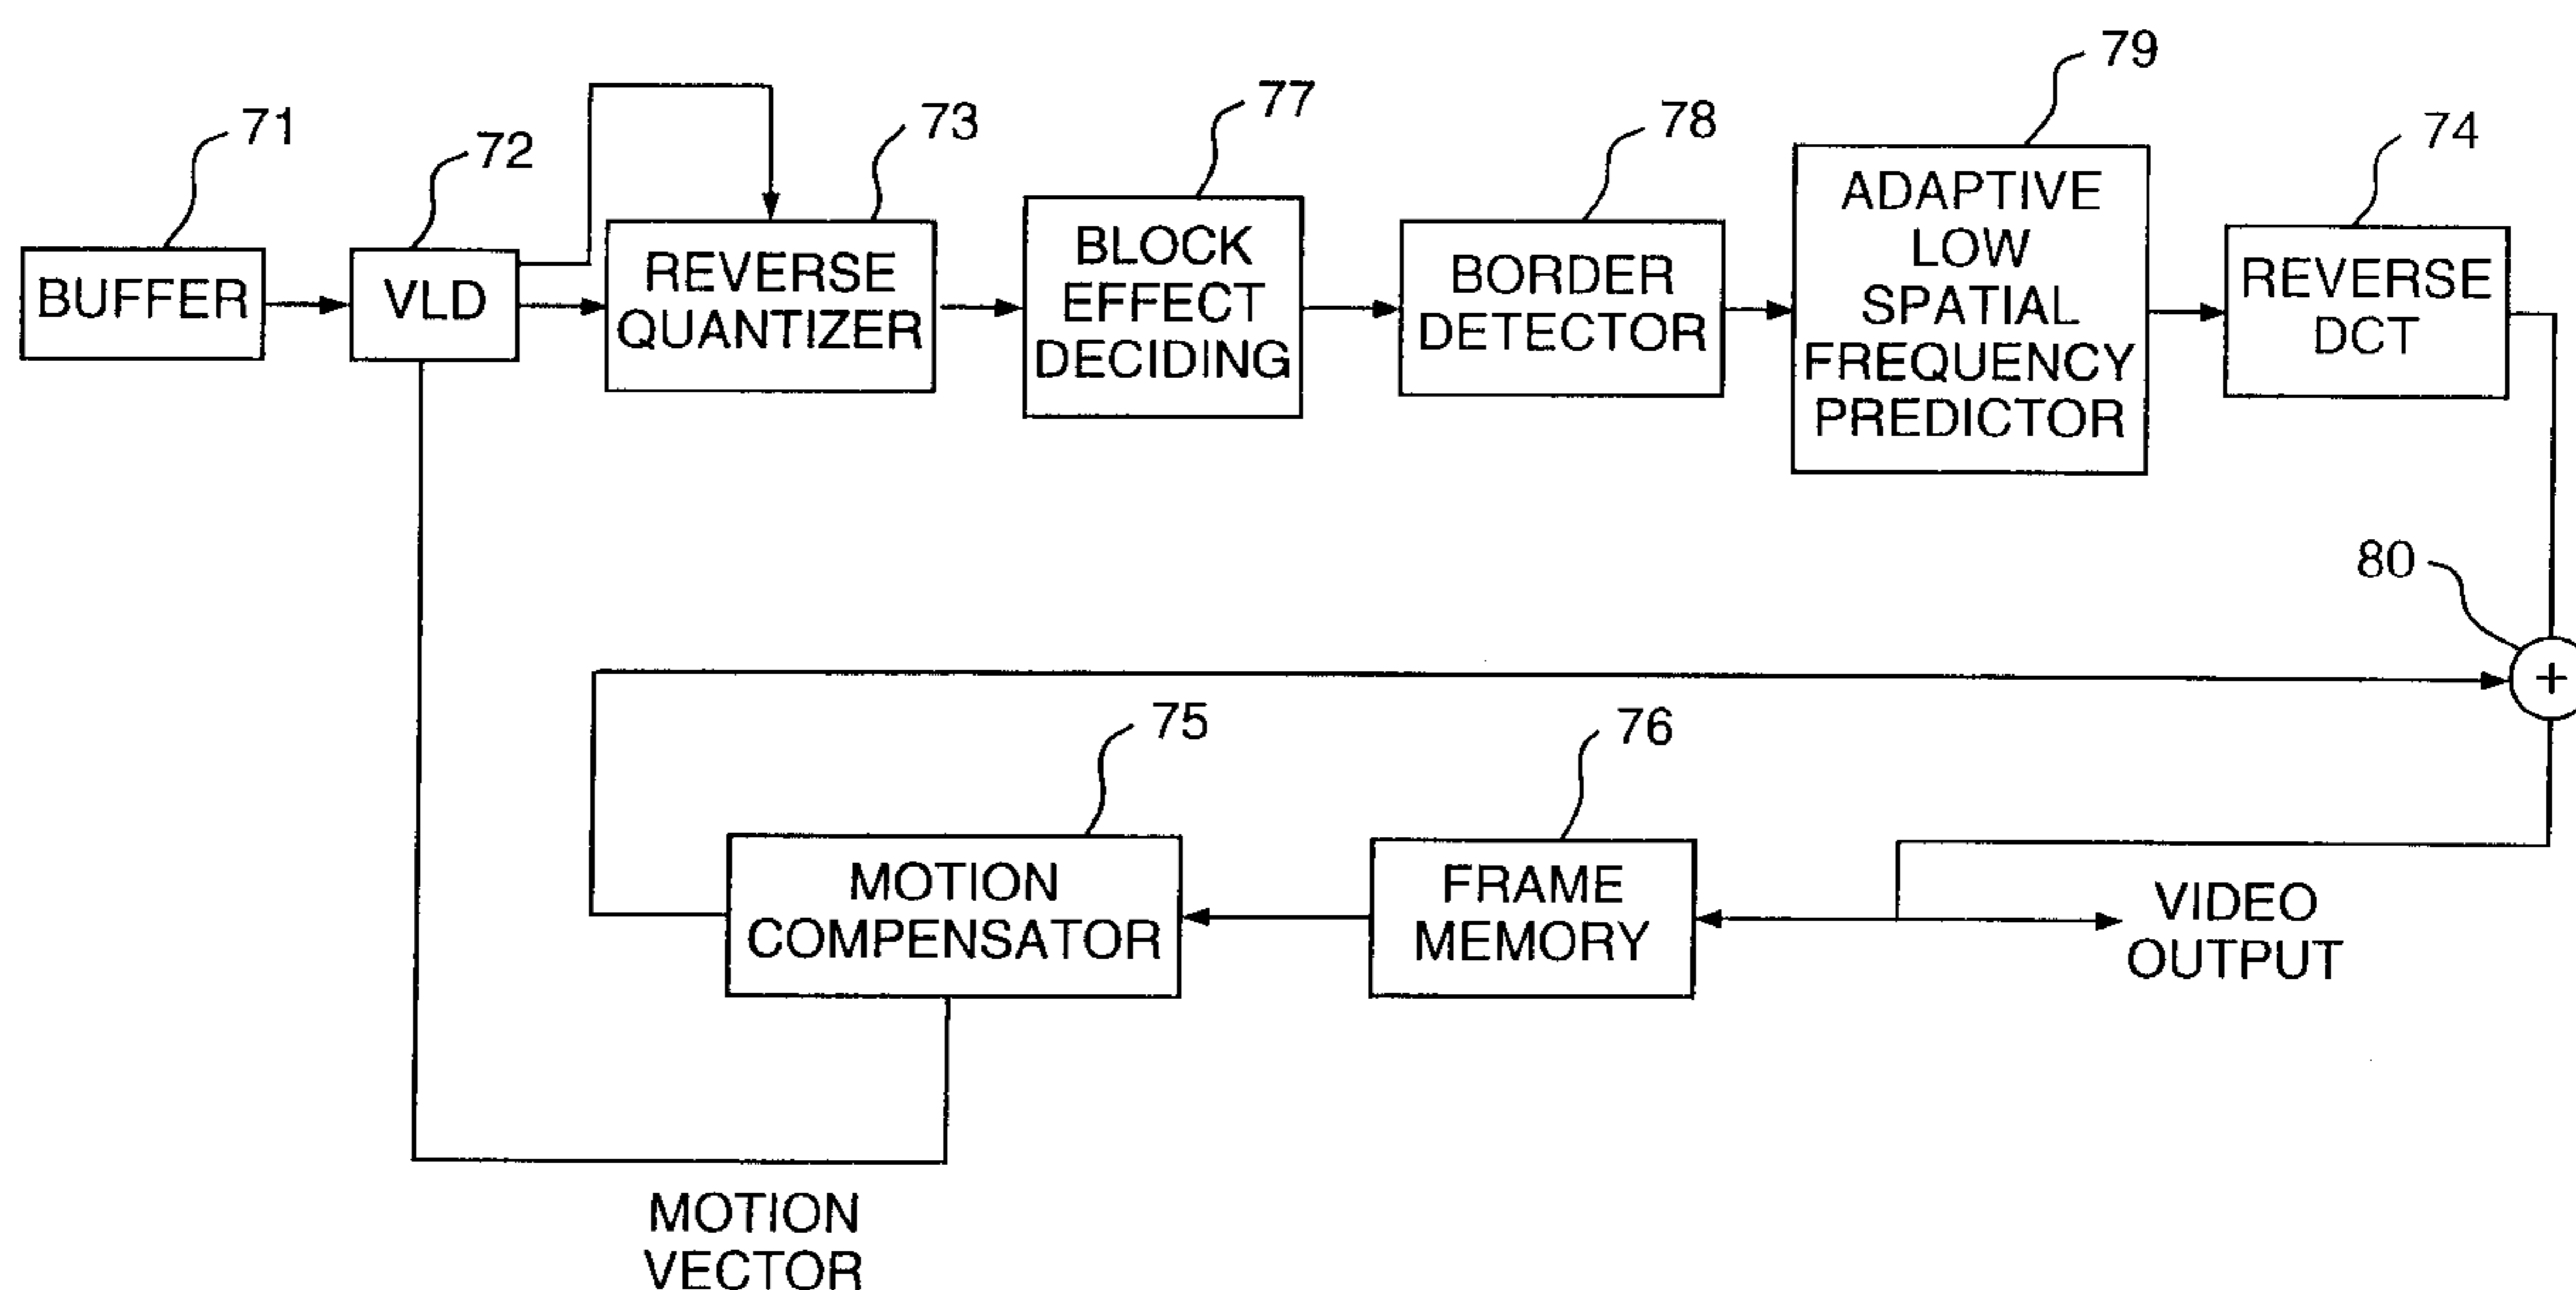 71
BUFFER
72
VLD
73
REVERSE
QUANTIZER
77
BLOCK
EFFECT
DECIDING
78
BORDER
DETECTOR
79
ADAPTIVE
LOW
SPATIAL
FREQUENCY
PREDICTOR
74
REVERSE
DCT
80
+
75
MOTION
COMPENSATOR
76
FRAME
MEMORY
VIDEO
OUTPUT
MOTION
VECTOR